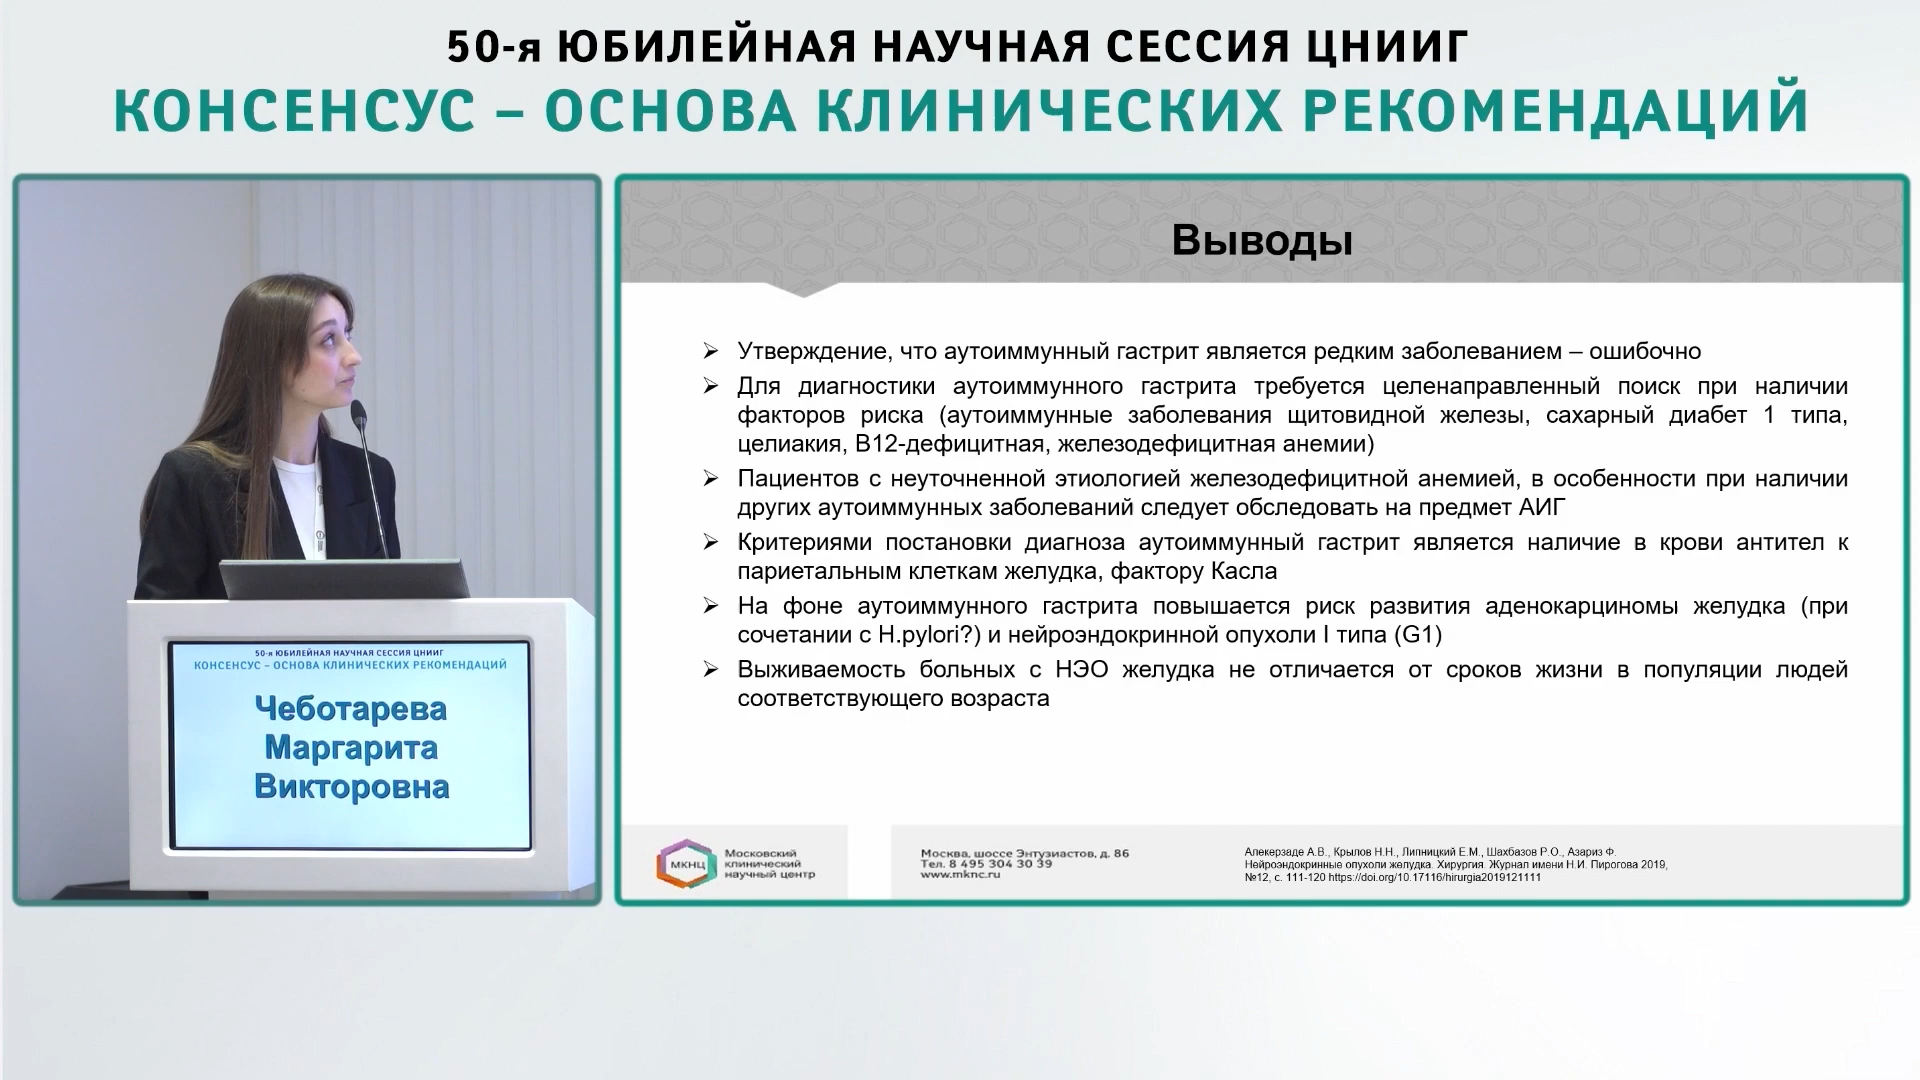 50-я ЮБИЛЕЙНАЯ НАУЧНАЯ СЕССИЯ ЦНИИГ
КОНСЕНСУС – ОСНОВА КЛИНИЧЕСКИХ РЕКОМЕНДАЦИЙ
50-я ЮБИЛЕЙНАЯ НАУЧНАЯ СЕССИЯ ЦНИИГ
КОНСЕНСУС – ОСНОВА КЛИНИЧЕСКИХ РЕКОМЕНДАЦИЙ
Чеботарева
Маргарита
Викторовна
Выводы
➢ Утверждение, что аутоиммунный гастрит является редким заболеванием – ошибочно
➢ Для диагностики аутоиммунного гастрита требуется целенаправленный поиск при наличии
факторов риска (аутоиммунные заболевания щитовидной железы, сахарный диабет 1 типа,
целиакия, В12-дефицитная, железодефицитная анемии)
➢ Пациентов с неуточненной этиологией железодефицитной анемией, в особенности при наличии
других аутоиммунных заболеваний следует обследовать на предмет АИГ
➢ Критериями постановки диагноза аутоиммунный гастрит является наличие в крови антител к
париетальным клеткам желудка, фактору Касла
➢ На фоне аутоиммунного гастрита повышается риск развития аденокарциномы желудка (при
сочетании с H.pylori?) и нейроэндокринной опухоли I типа (G1)
➢ Выживаемость больных с НЭО желудка не отличается от сроков жизни в популяции людей
соответствующего возраста
МКНЦ
Московский
клинический
научный центр
Москва, шоссе Энтузиастов, д. 86
Тел. 8 495 304 30 39
www.mknc.ru
Алекерзаде А.В., Крылов Н.Н., Липницкий Е.М., Шахбазов Р.О., Азариз Ф.
Нейроэндокринные опухоли желудка. Хирургия. Журнал имени Н.И. Пирогова 2019,
№12, с. 111-120 https://doi.org/10.17116/hirurgia2019121111